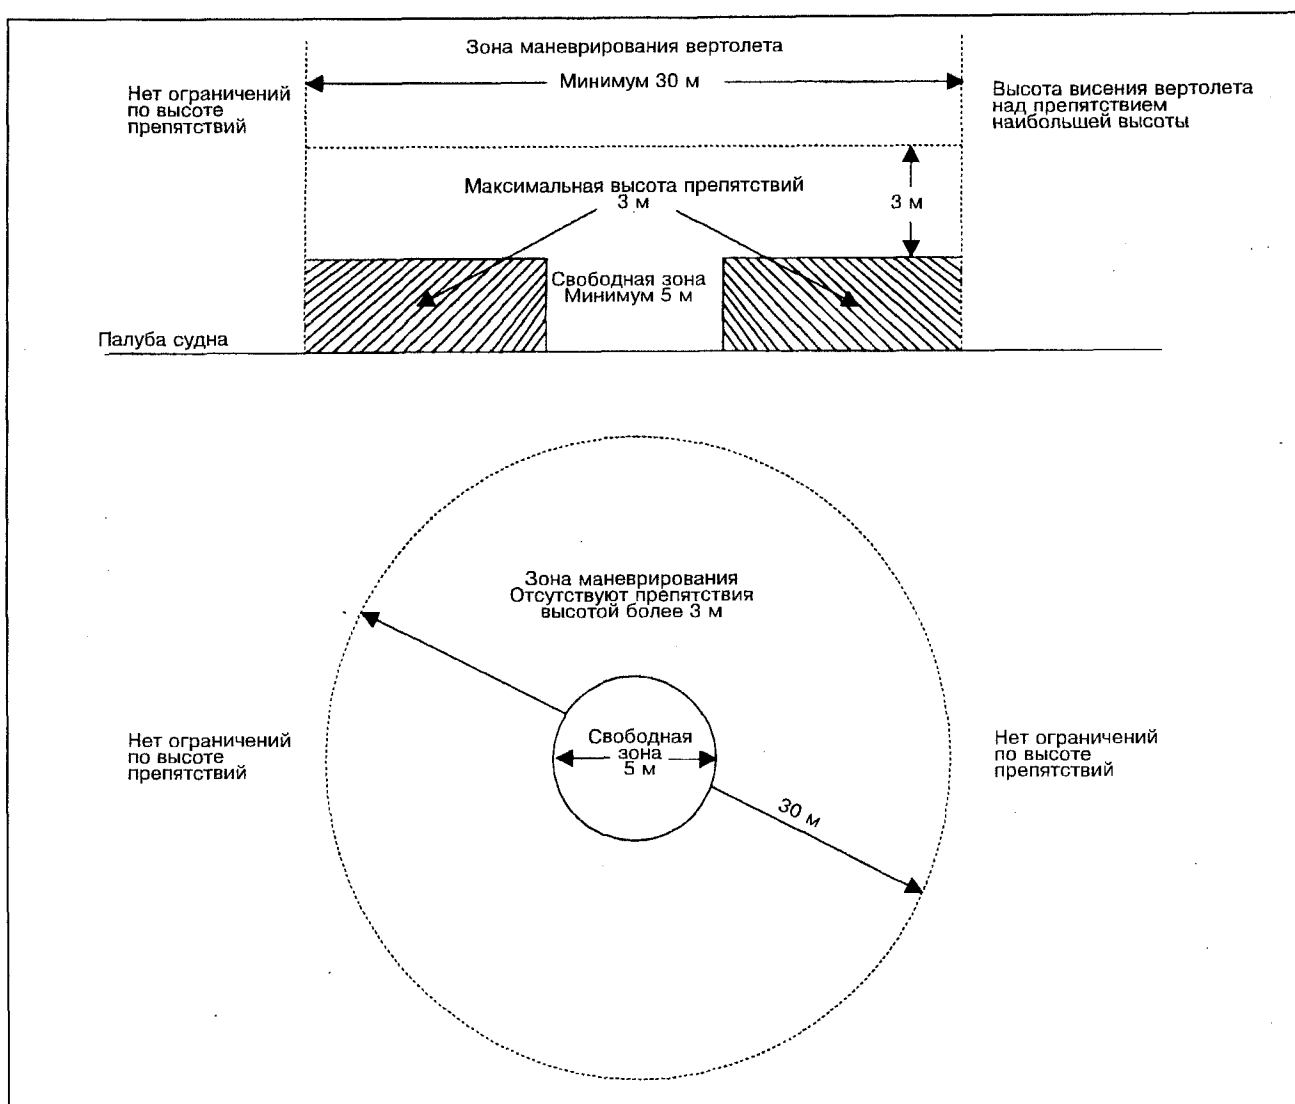 Зона маневрирования вертолета
Минимум 30 м
Нет ограничений
по высоте
препятствий
Высота висения вертолета
над препятствием
наибольшей высоты
Максимальная высота препятствий
3 м
3 м
Свободная зона
Минимум 5 м
Палуба судна
Зона маневрирования
Отсутствуют препятствия
высотой более 3 м
Нет ограничений
по высоте
препятствий
Свободная
зона
5 м
Нет ограничений
по высоте
препятствий
30 м